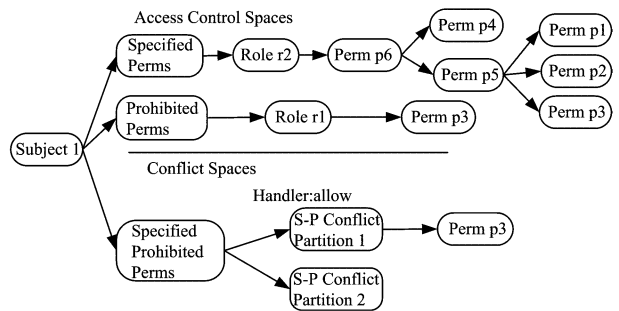 Access Control Spaces
Specified
Perms
Role r2
Perm p6
Perm p4
Perm p5
Perm p1
Perm p2
Perm p3
Prohibited
Perms
Role r1
Perm p3
Subject 1
Conflict Spaces
Handler:allow
Specified
Prohibited
Perms
S-P Conflict
Partition 1
Perm p3
S-P Conflict
Partition 2